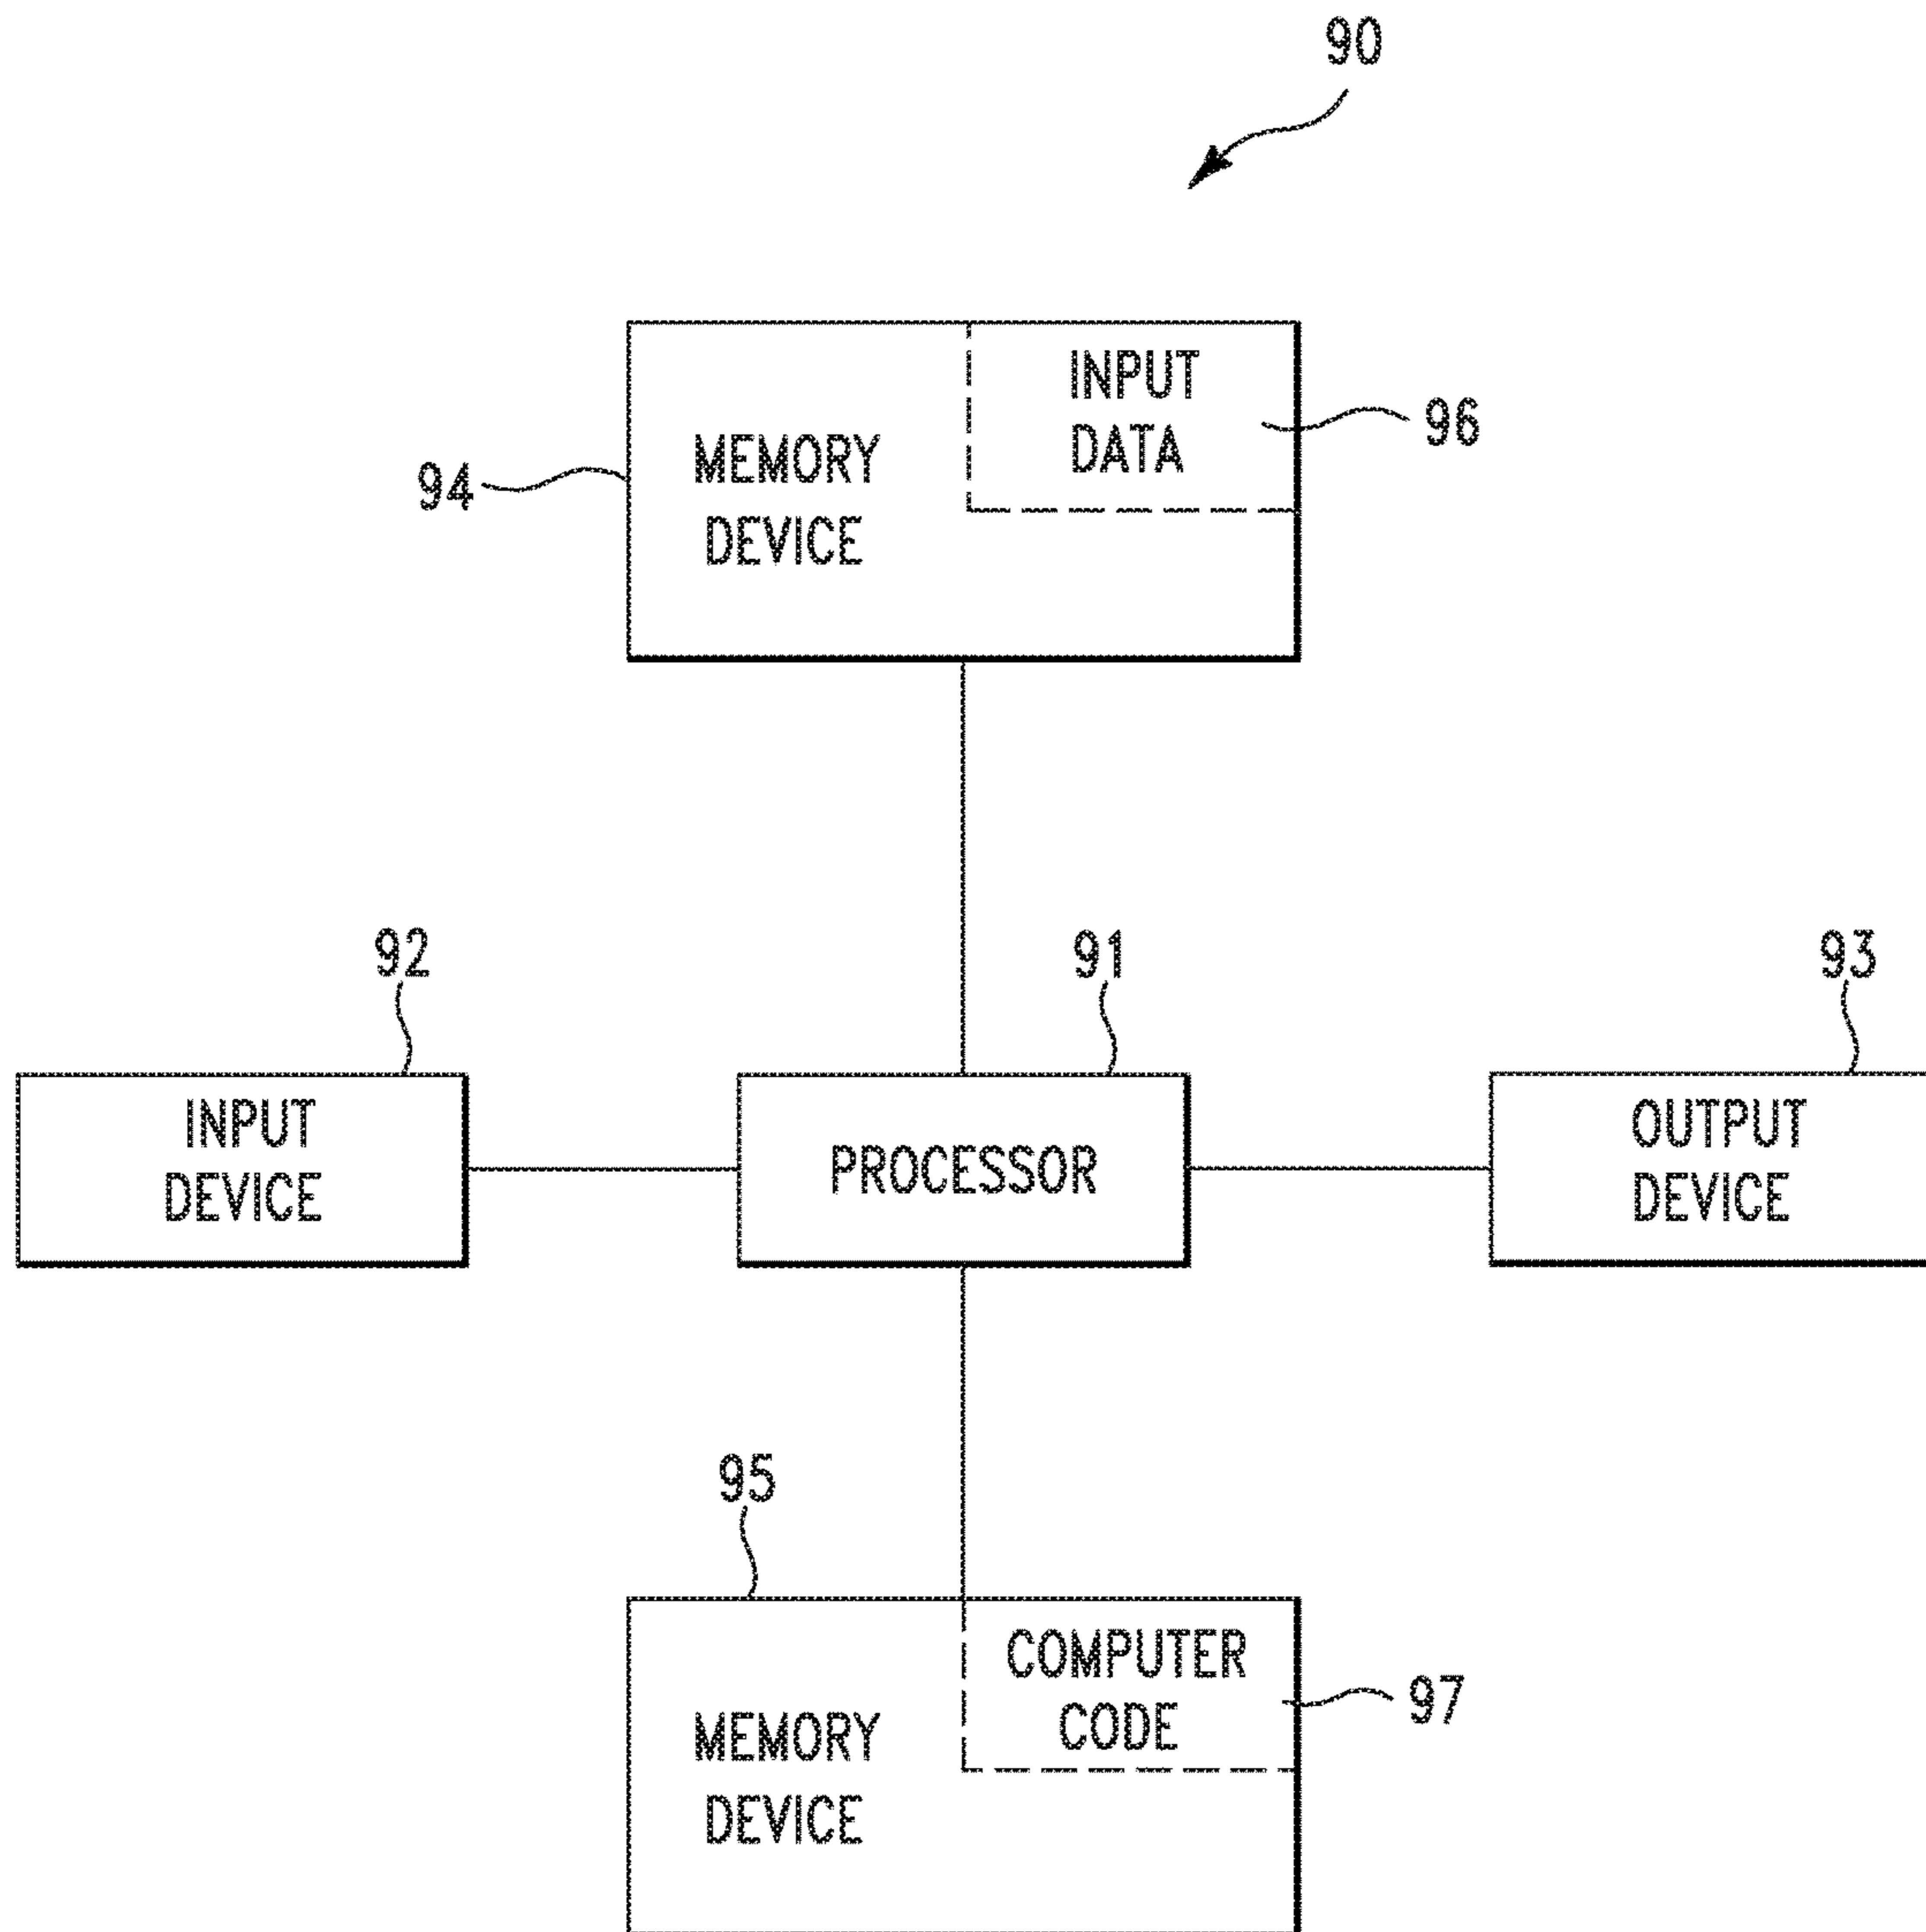 90
INPUT
DATA
96
94
MEMORY
DEVICE
92
91
93
INPUT
DEVICE
PROCESSOR
OUTPUT
DEVICE
95
COMPUTER
CODE
97
MEMORY
DEVICE